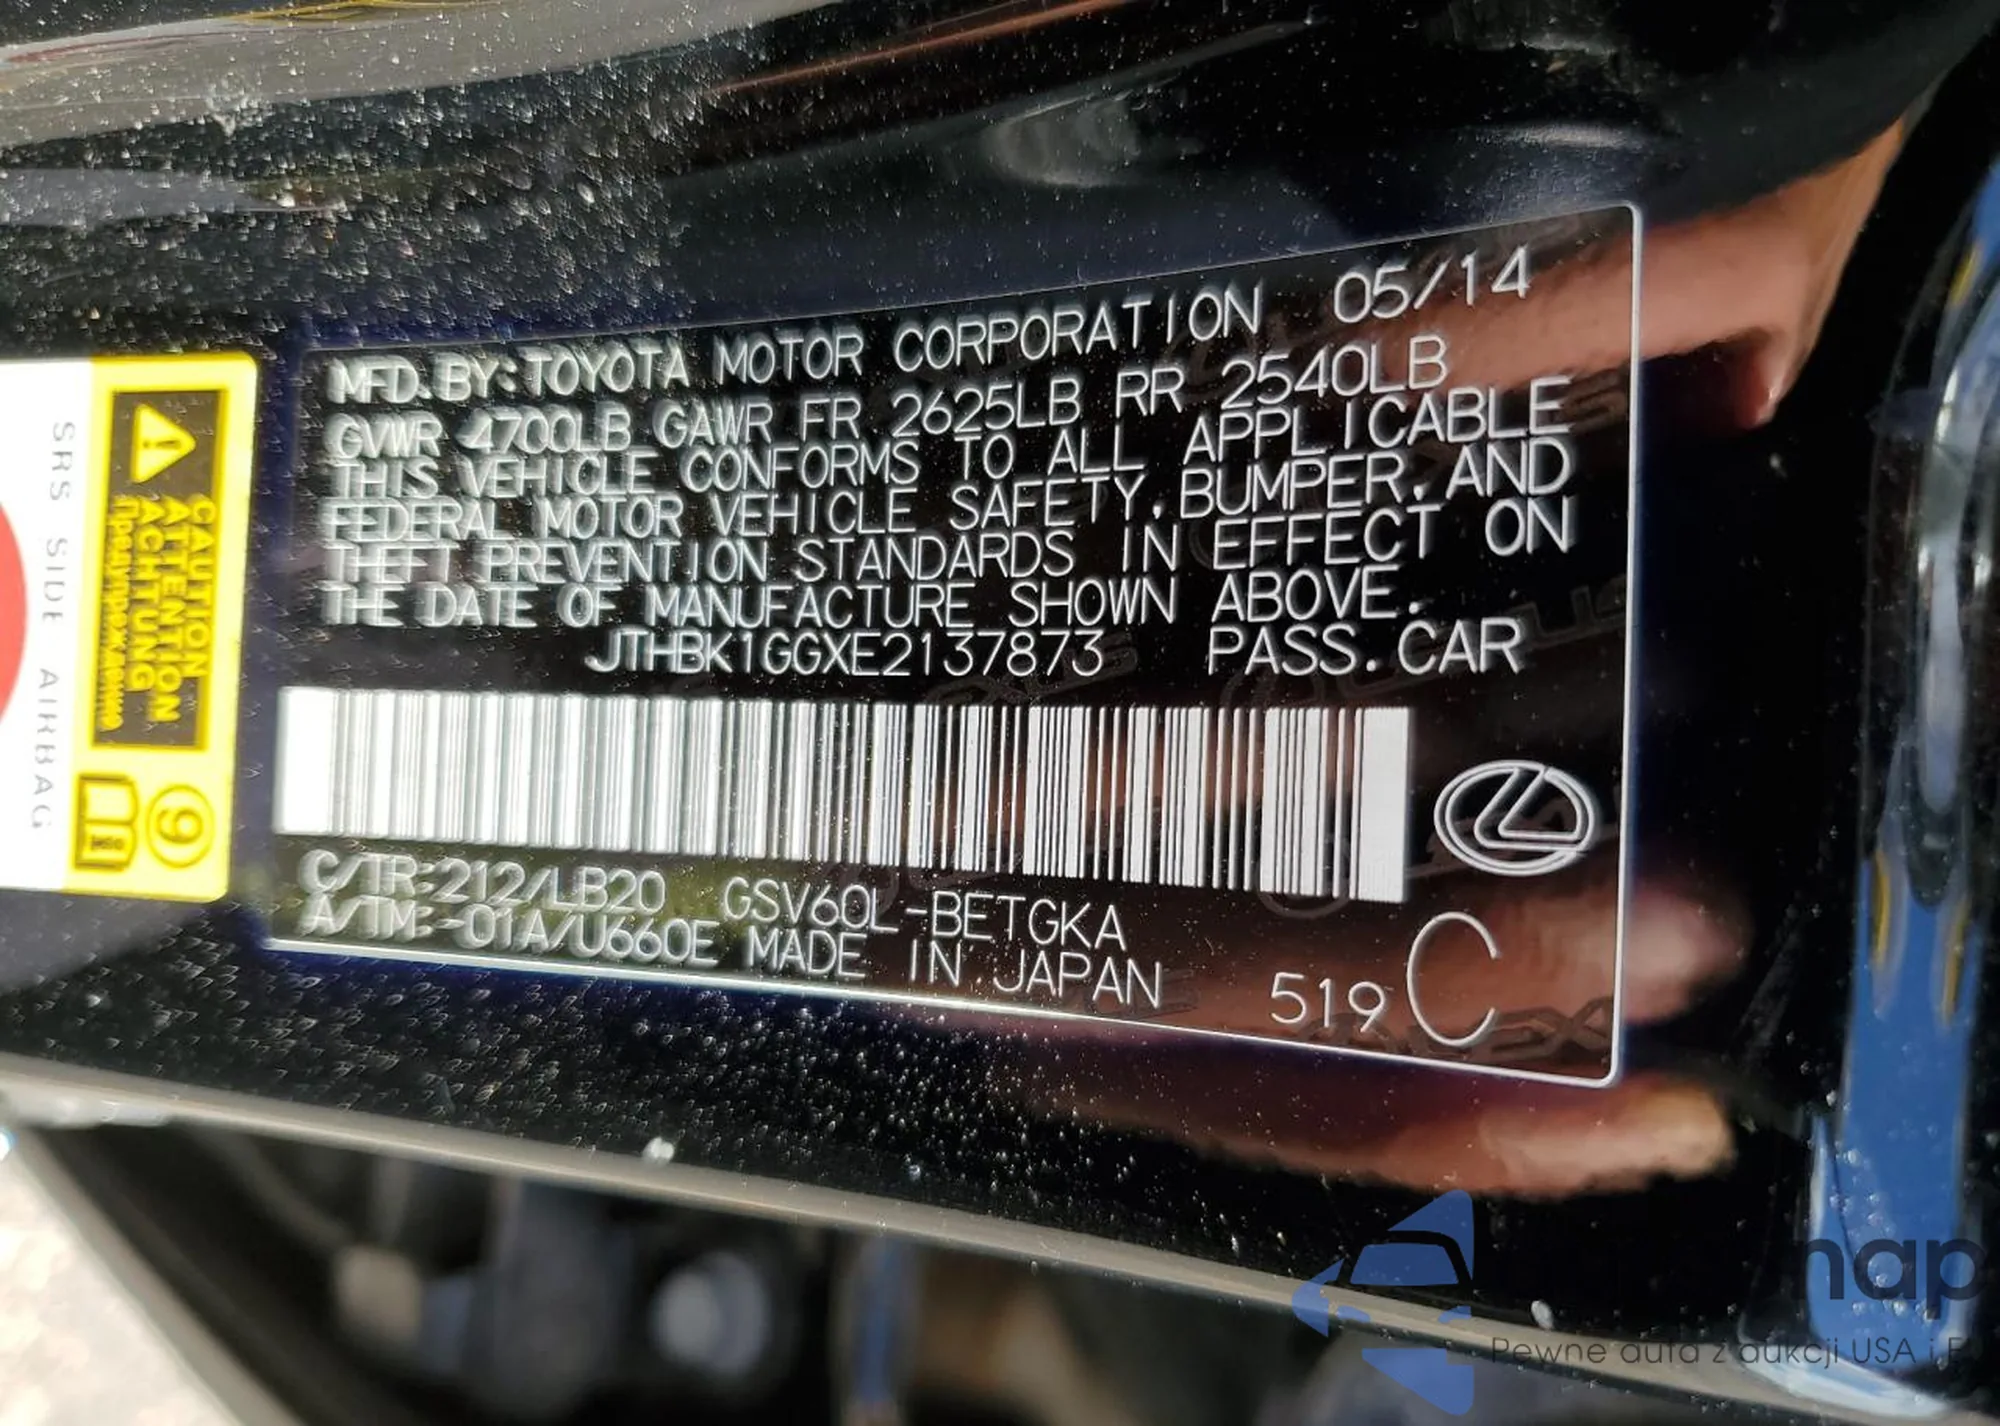 MFD. BY: TOYOTA MOTOR CORPORATION 05/14
GVWR 4700LB GAWR FR 2625LB RR 2540LB
THIS VEHICLE CONFORMS TO ALL APPLICABLE
FEDERAL MOTOR VEHICLE SAFETY, BUMPER, AND
THEFT PREVENTION STANDARDS IN EFFECT ON
THE DATE OF MANUFACTURE SHOWN ABOVE.
JTHBK1GGXE2137873 PASS. CAR
C/TR: 212/LB20 GSV60L-BETGKA
A/TM: -01A/U660E MADE IN JAPAN
519 C
CAUTION
ATTENTION
ACHTUNG
Предупреждение
9
SRS SIDE AIRBAG
Pewne auta z aukcji USA i